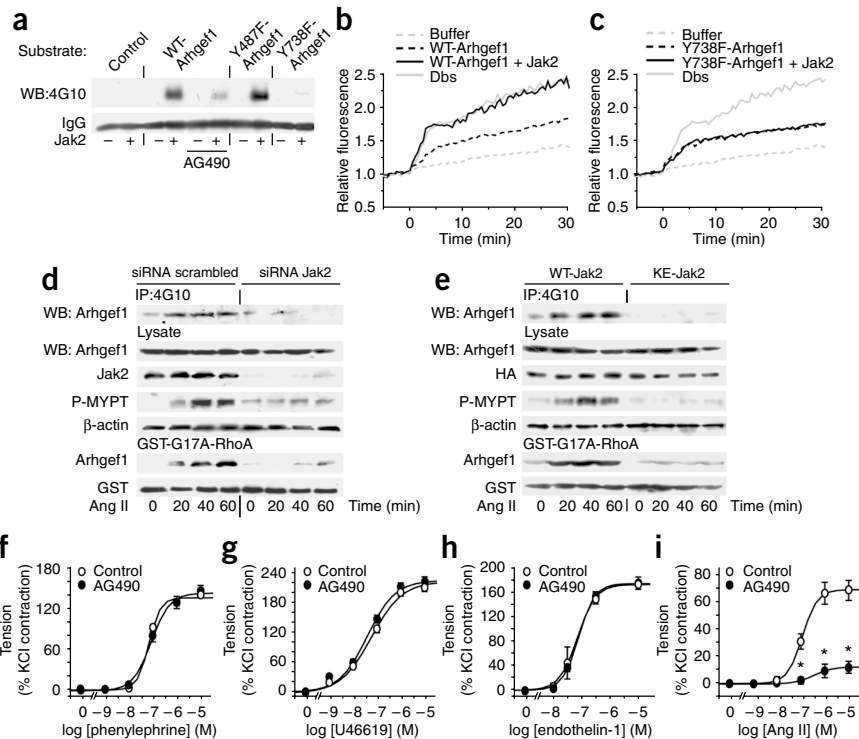 a
Substrate:
Control
WT-
Arhgef1
Y487F-
Arhgef1
Y738F-
Arhgef1
WB:4G10
IgG
Jak2 – + – + – + – + – +
AG490
b
Buffer
WT-Arhgef1
WT-Arhgef1 + Jak2
Dbs
Relative fluorescence
2.5
2.0
1.5
1.0
0.5
0 10 20 30
Time (min)
c
Buffer
Y738F-Arhgef1
Y738F-Arhgef1 + Jak2
Dbs
Relative fluorescence
2.5
2.0
1.5
1.0
0.5
0 10 20 30
Time (min)
d
siRNA scrambled siRNA Jak2
IP:4G10
WB: Arhgef1
Lysate
WB: Arhgef1
Jak2
P-MYPT
β-actin
GST-G17A-RhoA
Arhgef1
GST
Ang II 0 20 40 60 0 20 40 60 Time (min)
e
WT-Jak2 KE-Jak2
IP:4G10
WB: Arhgef1
Lysate
WB: Arhgef1
HA
P-MYPT
β-actin
GST-G17A-RhoA
Arhgef1
GST
Ang II 0 20 40 60 0 20 40 60 Time (min)
f
Control
AG490
Tension
(% KCl contraction)
180
120
60
0
0 –9 –8 –7 –6 –5
log [phenylephrine] (M)
g
Control
AG490
Tension
(% KCl contraction)
240
180
120
60
0
0 –9 –8 –7 –6 –5
log [U46619] (M)
h
Control
AG490
Tension
(% KCl contraction)
200
160
120
80
40
0
0 –9 –8 –7 –6 –5
log [endothelin-1] (M)
i
Control
AG490
Tension
(% KCl contraction)
80
60
40
20
0
* * *
0 –9 –8 –7 –6 –5
log [Ang II] (M)